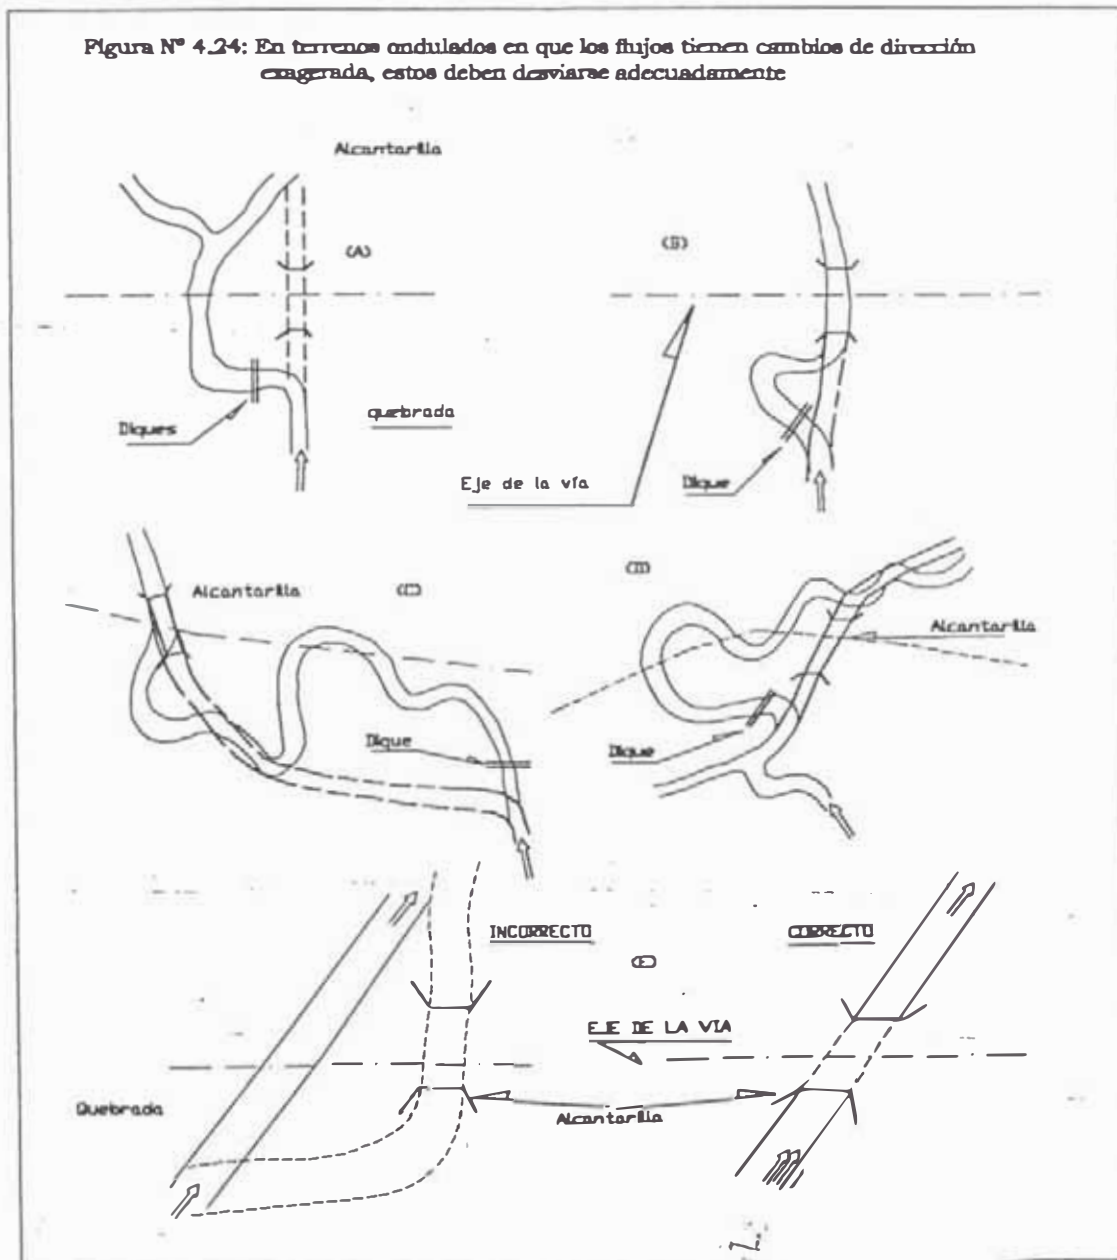 Figura N° 4.24: En terrenos ondulados en que los flujos tienen cambios de dirección
exagerada, estos deben desviarse adecuadamente
Alcantarilla
(A)
(B)
Diques
quebrada
Eje de la vía
Dique
Alcantarilla
(C)
(D)
Alcantarilla
Dique
Dique
INCORRECTO
CORRECTO
EJE DE LA VIA
Quebrada
Alcantarilla